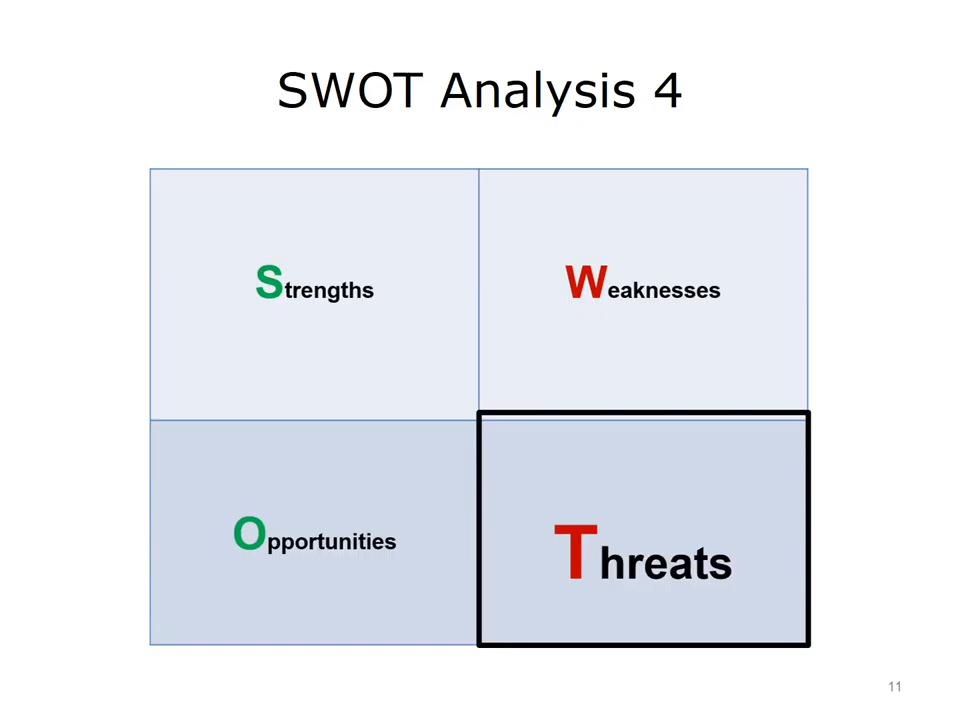 SWOT Analysis 4
Strengths
Weaknesses
Opportunities
Threats
11